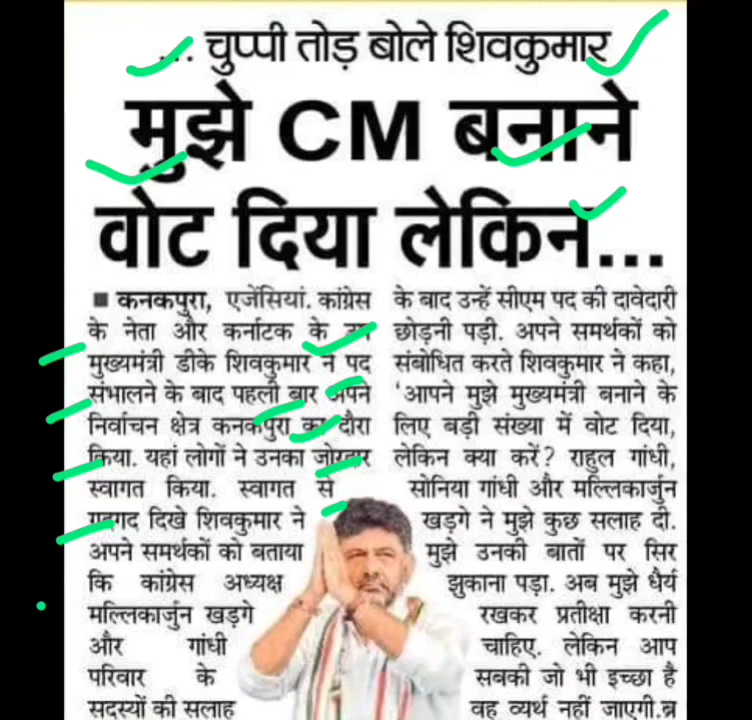 ... चुप्पी तोड़ बोले शिवकुमार
मुझे CM बनाने
वोट दिया लेकिन...
■ कनकपुरा, एजेंसियां. कांग्रेस
के नेता और कर्नाटक के उप
मुख्यमंत्री डीके शिवकुमार ने पद
संभालने के बाद पहली बार अपने
निर्वाचन क्षेत्र कनकपुरा का दौरा
किया. यहां लोगों ने उनका जोरदार
स्वागत किया. स्वागत से
गदगद दिखे शिवकुमार ने
अपने समर्थकों को बताया
कि कांग्रेस अध्यक्ष
मल्लिकार्जुन खड़गे
और गांधी
परिवार के
सदस्यों की सलाह
के बाद उन्हें सीएम पद की दावेदारी
छोड़नी पड़ी. अपने समर्थकों को
संबोधित करते शिवकुमार ने कहा,
‘आपने मुझे मुख्यमंत्री बनाने के
लिए बड़ी संख्या में वोट दिया,
लेकिन क्या करें? राहुल गांधी,
सोनिया गांधी और मल्लिकार्जुन
खड़गे ने मुझे कुछ सलाह दी.
मुझे उनकी बातों पर सिर
झुकाना पड़ा. अब मुझे धैर्य
रखकर प्रतीक्षा करनी
चाहिए. लेकिन आप
सबकी जो भी इच्छा है
वह व्यर्थ नहीं जाएगी.ब्र